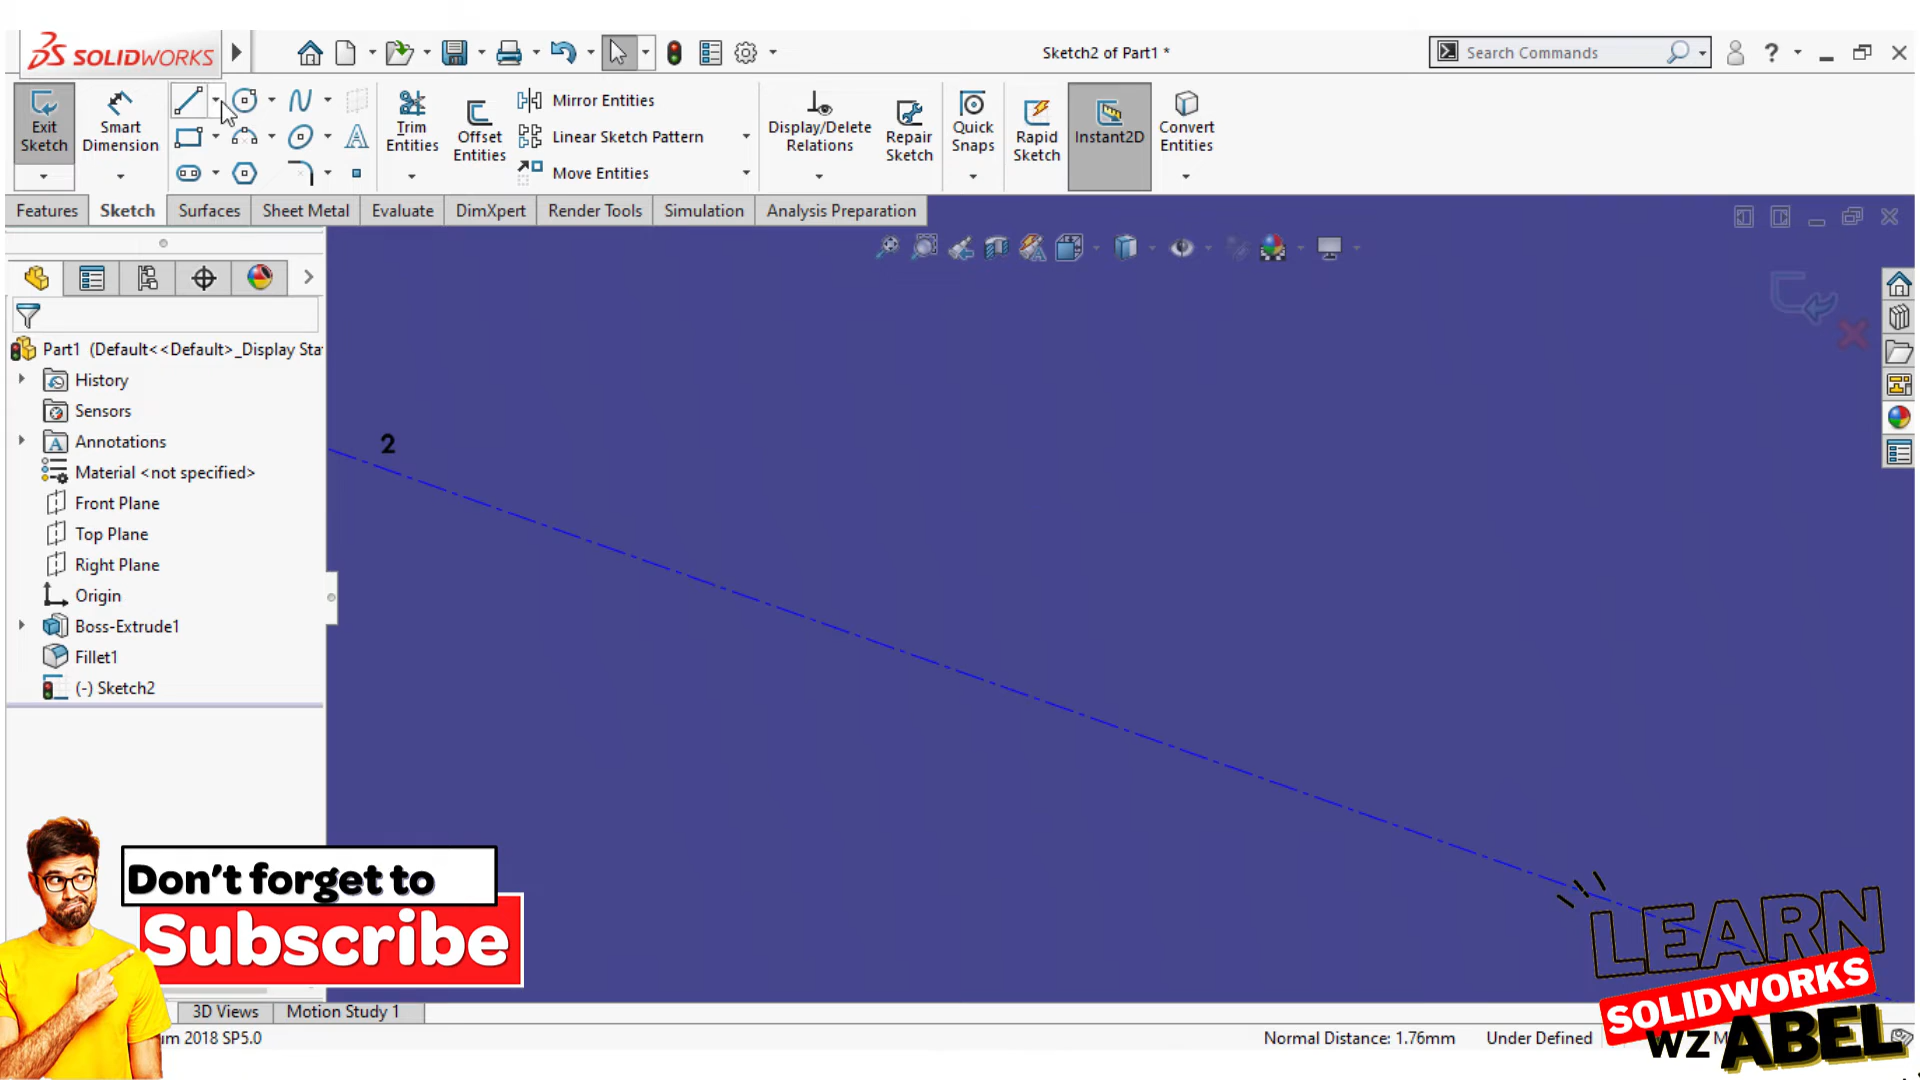 SOLIDWORKS
Sketch2 of Part1 *
Search Commands
?
Exit Sketch
Smart Dimension
Trim Entities
Offset Entities
Mirror Entities
Linear Sketch Pattern
Move Entities
Display/Delete Relations
Repair Sketch
Quick Snaps
Rapid Sketch
Instant2D
Convert Entities
Features
Sketch
Surfaces
Sheet Metal
Evaluate
DimXpert
Render Tools
Simulation
Analysis Preparation
Part1 (Default<<Default>_Display Sta
History
Sensors
Annotations
Material <not specified>
Front Plane
Top Plane
Right Plane
Origin
Boss-Extrude1
Fillet1
(-) Sketch2
2
Don't forget to
Subscribe
LEARN
SOLIDWORKS
WZ ABEL
3D Views
Motion Study 1
um 2018 SP5.0
Normal Distance: 1.76mm
Under Defined